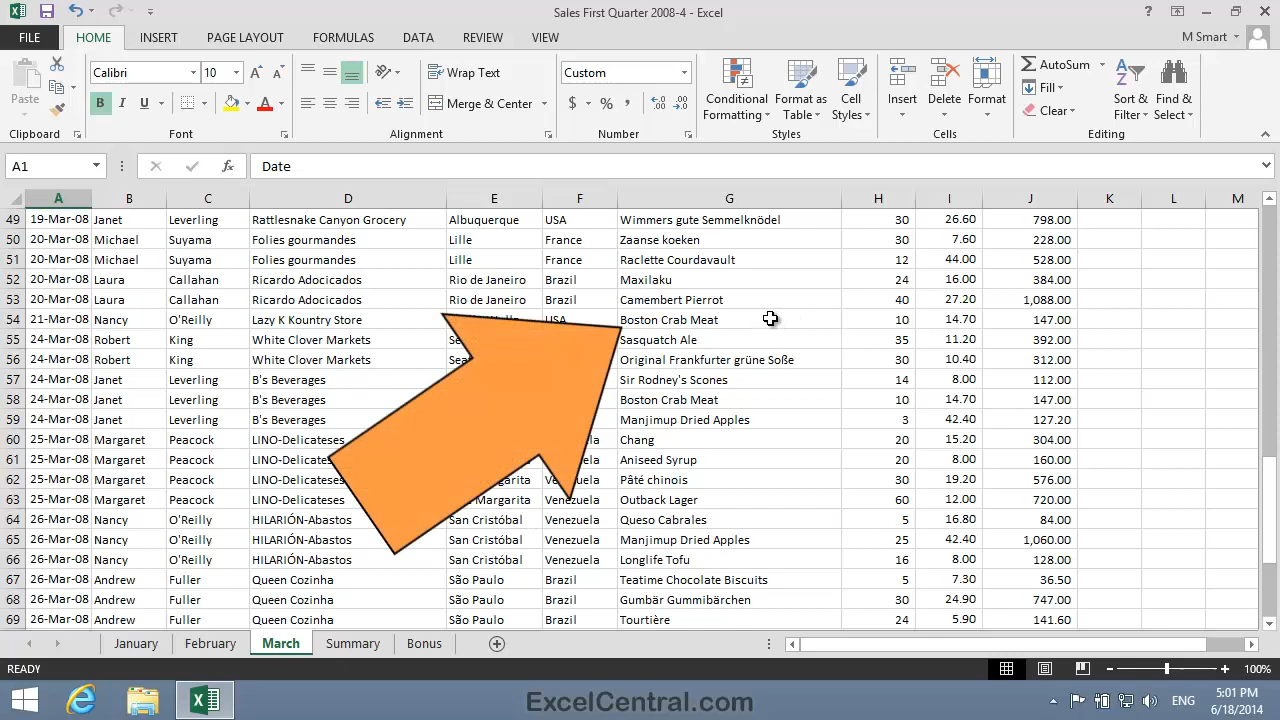 Sales First Quarter 2008-4 - Excel
FILE HOME INSERT PAGE LAYOUT FORMULAS DATA REVIEW VIEW M Smart
Calibri 10 Wrap Text Custom AutoSum
Fill
Merge & Center $ % , Clear
Paste B I U A Conditional Formatting Format as Table Cell Styles Insert Delete Format Sort & Filter Find & Select
Clipboard Font Alignment Number Styles Cells Editing
A1 fx Date
A B C D E F G H I J K L M
49 19-Mar-08 Janet Leverling Rattlesnake Canyon Grocery Albuquerque USA Wimmers gute Semmelknödel 30 26.60 798.00
50 20-Mar-08 Michael Suyama Folies gourmandes Lille France Zaanse koeken 30 7.60 228.00
51 20-Mar-08 Michael Suyama Folies gourmandes Lille France Raclette Courdavault 12 44.00 528.00
52 20-Mar-08 Laura Callahan Ricardo Adocicados Rio de Janeiro Brazil Maxilaku 24 16.00 384.00
53 20-Mar-08 Laura Callahan Ricardo Adocicados Rio de Janeiro Brazil Camembert Pierrot 40 27.20 1,088.00
54 21-Mar-08 Nancy O'Reilly Lazy K Kountry Store USA Boston Crab Meat 10 14.70 147.00
55 24-Mar-08 Robert King White Clover Markets Sasquatch Ale 35 11.20 392.00
56 24-Mar-08 Robert King White Clover Markets Original Frankfurter grüne Soße 30 10.40 312.00
57 24-Mar-08 Janet Leverling B's Beverages Sir Rodney's Scones 14 8.00 112.00
58 24-Mar-08 Janet Leverling B's Beverages Boston Crab Meat 10 14.70 147.00
59 24-Mar-08 Janet Leverling B's Beverages Manjimup Dried Apples 3 42.40 127.20
60 25-Mar-08 Margaret Peacock LINO-Delicateses Chang 20 15.20 304.00
61 25-Mar-08 Margaret Peacock LINO-Delicateses Aniseed Syrup 20 8.00 160.00
62 25-Mar-08 Margaret Peacock LINO-Delicateses Pâté chinois 30 19.20 576.00
63 25-Mar-08 Margaret Peacock LINO-Delicateses Margarita Venezuela Outback Lager 60 12.00 720.00
64 26-Mar-08 Nancy O'Reilly HILARIÓN-Abastos San Cristóbal Venezuela Queso Cabrales 5 16.80 84.00
65 26-Mar-08 Nancy O'Reilly HILARIÓN-Abastos San Cristóbal Venezuela Manjimup Dried Apples 25 42.40 1,060.00
66 26-Mar-08 Nancy O'Reilly HILARIÓN-Abastos San Cristóbal Venezuela Longlife Tofu 16 8.00 128.00
67 26-Mar-08 Andrew Fuller Queen Cozinha São Paulo Brazil Teatime Chocolate Biscuits 5 7.30 36.50
68 26-Mar-08 Andrew Fuller Queen Cozinha São Paulo Brazil Gumbär Gummibärchen 30 24.90 747.00
69 26-Mar-08 Andrew Fuller Queen Cozinha São Paulo Brazil Tourtière 24 5.90 141.60
January February March Summary Bonus
READY 100%
ExcelCentral.com ENG 5:01 PM
6/18/2014